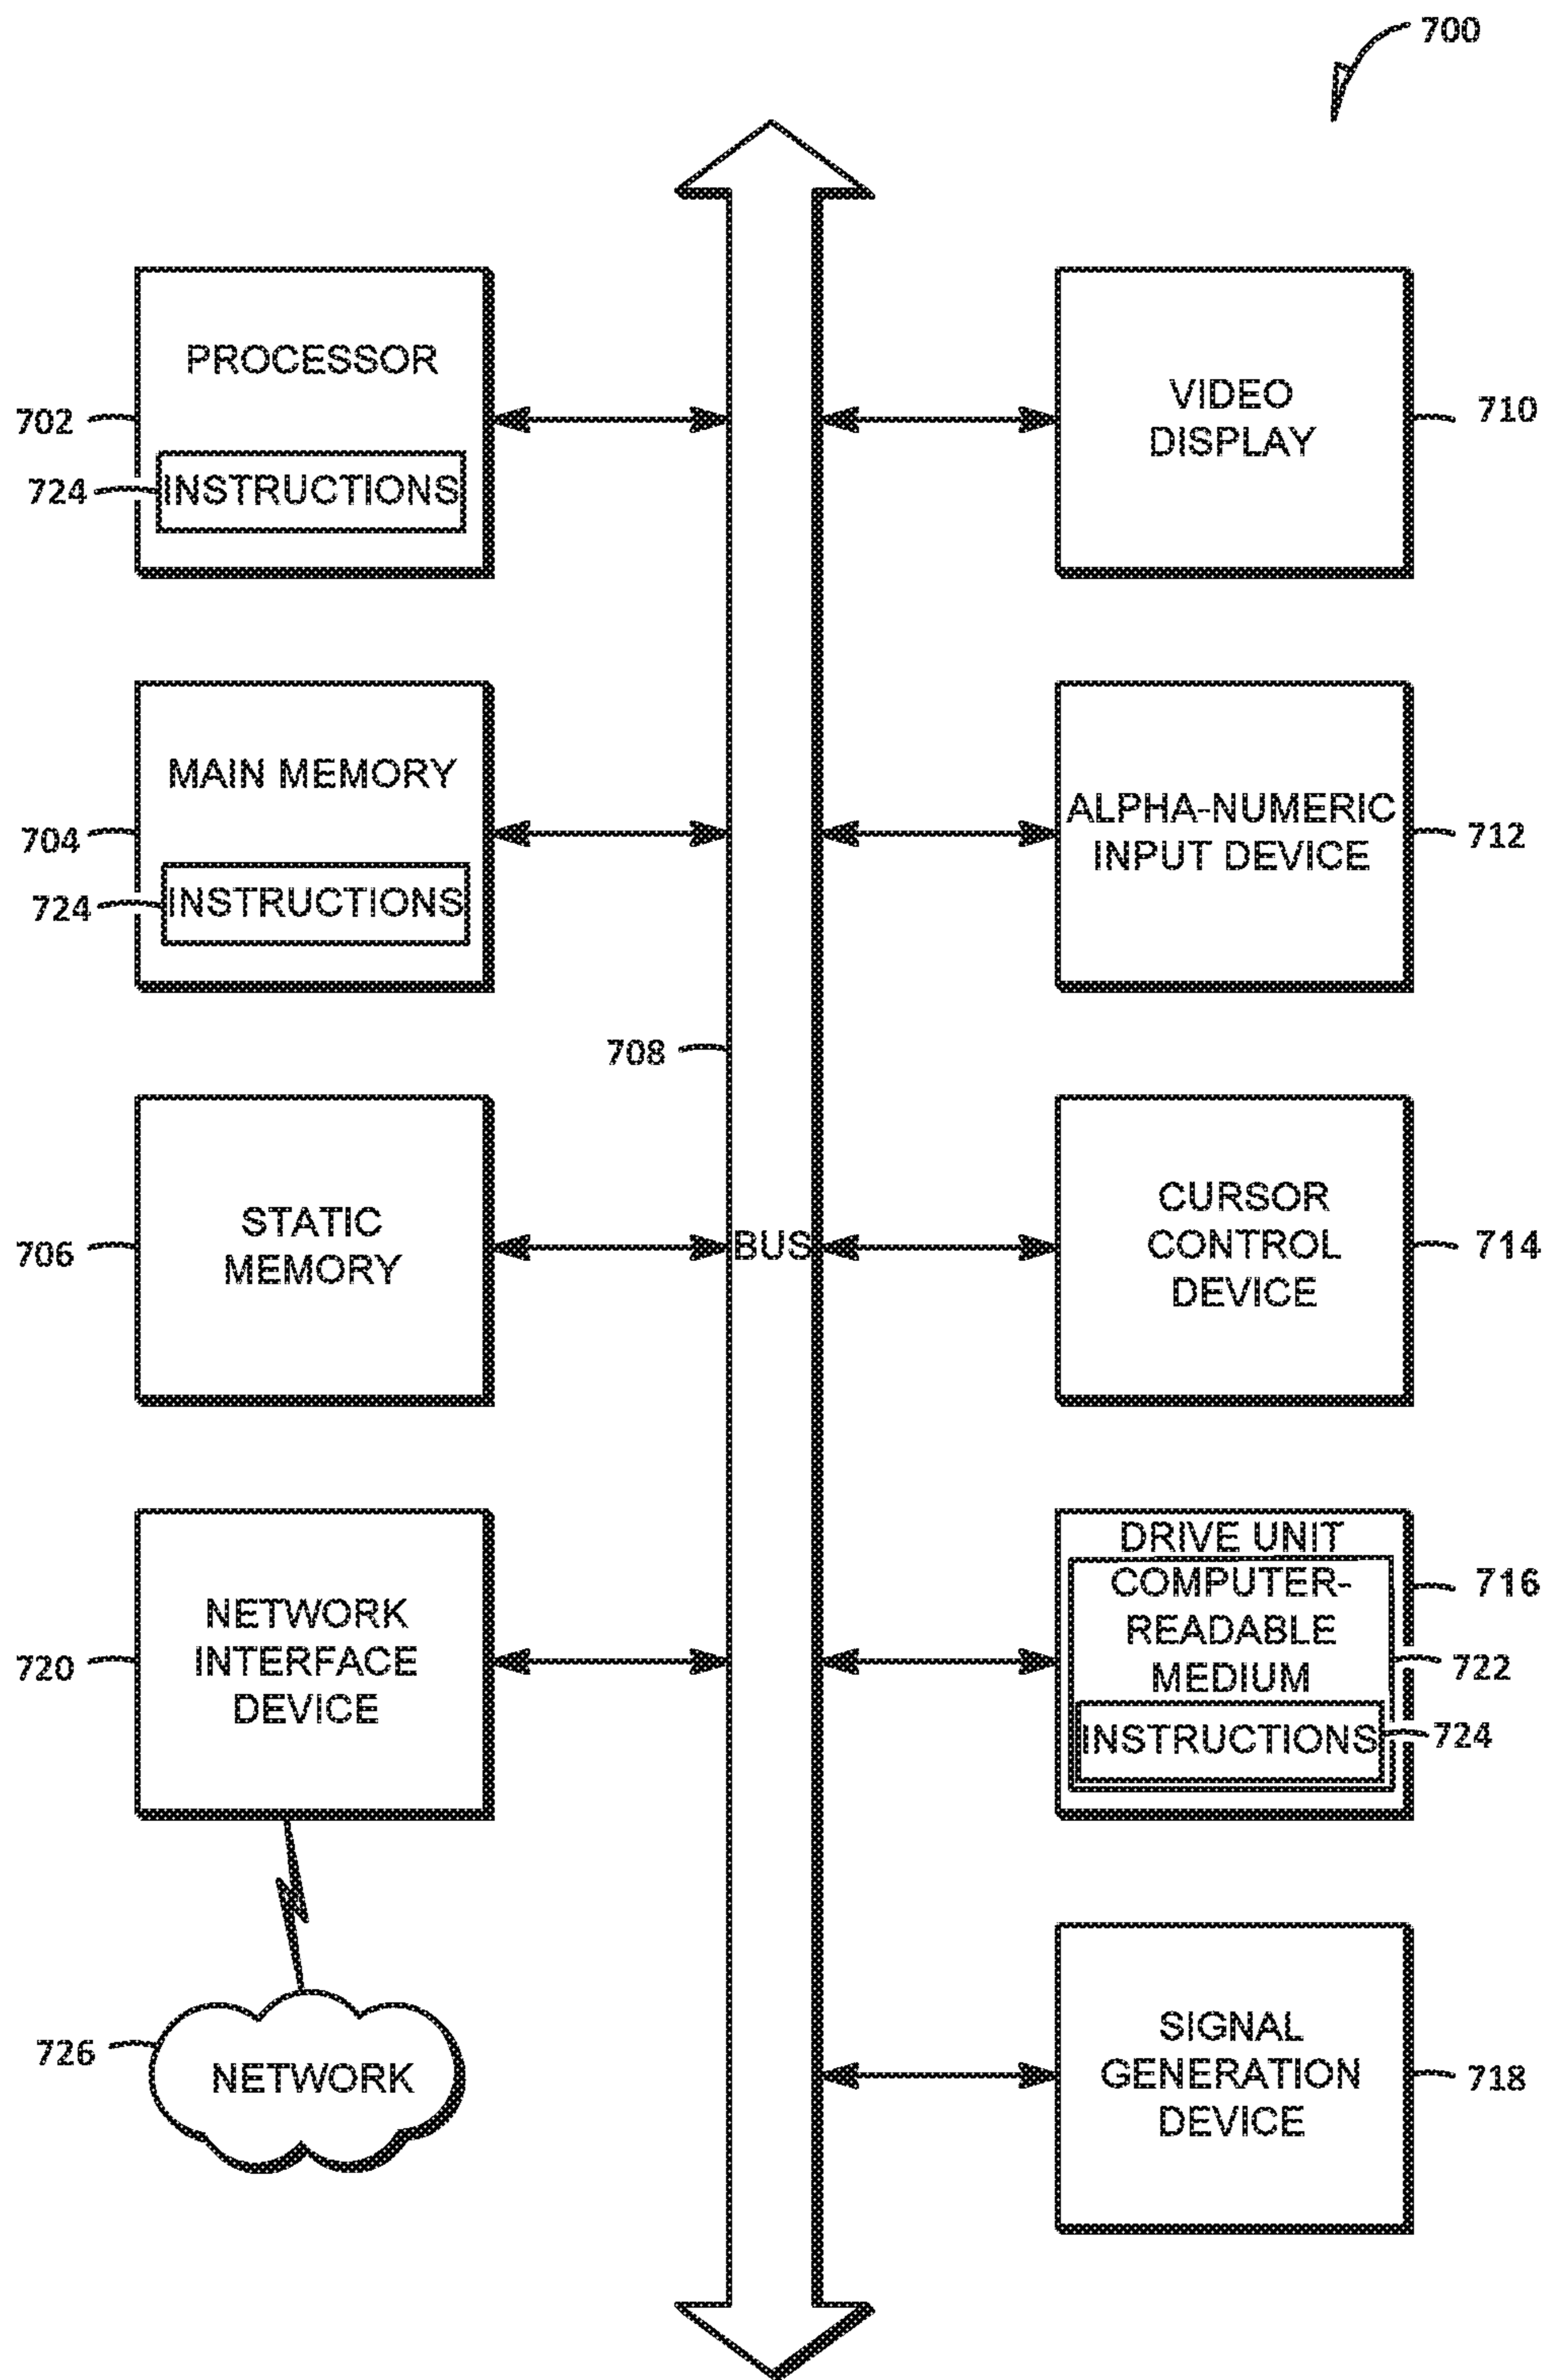 700
PROCESSOR
702
724
INSTRUCTIONS
VIDEO
DISPLAY
710
MAIN MEMORY
704
724
INSTRUCTIONS
ALPHA-NUMERIC
INPUT DEVICE
712
708
STATIC
MEMORY
706
BUS
CURSOR
CONTROL
DEVICE
714
NETWORK
INTERFACE
DEVICE
720
DRIVE UNIT
716
COMPUTER-
READABLE
MEDIUM
722
INSTRUCTIONS
724
726
NETWORK
SIGNAL
GENERATION
DEVICE
718